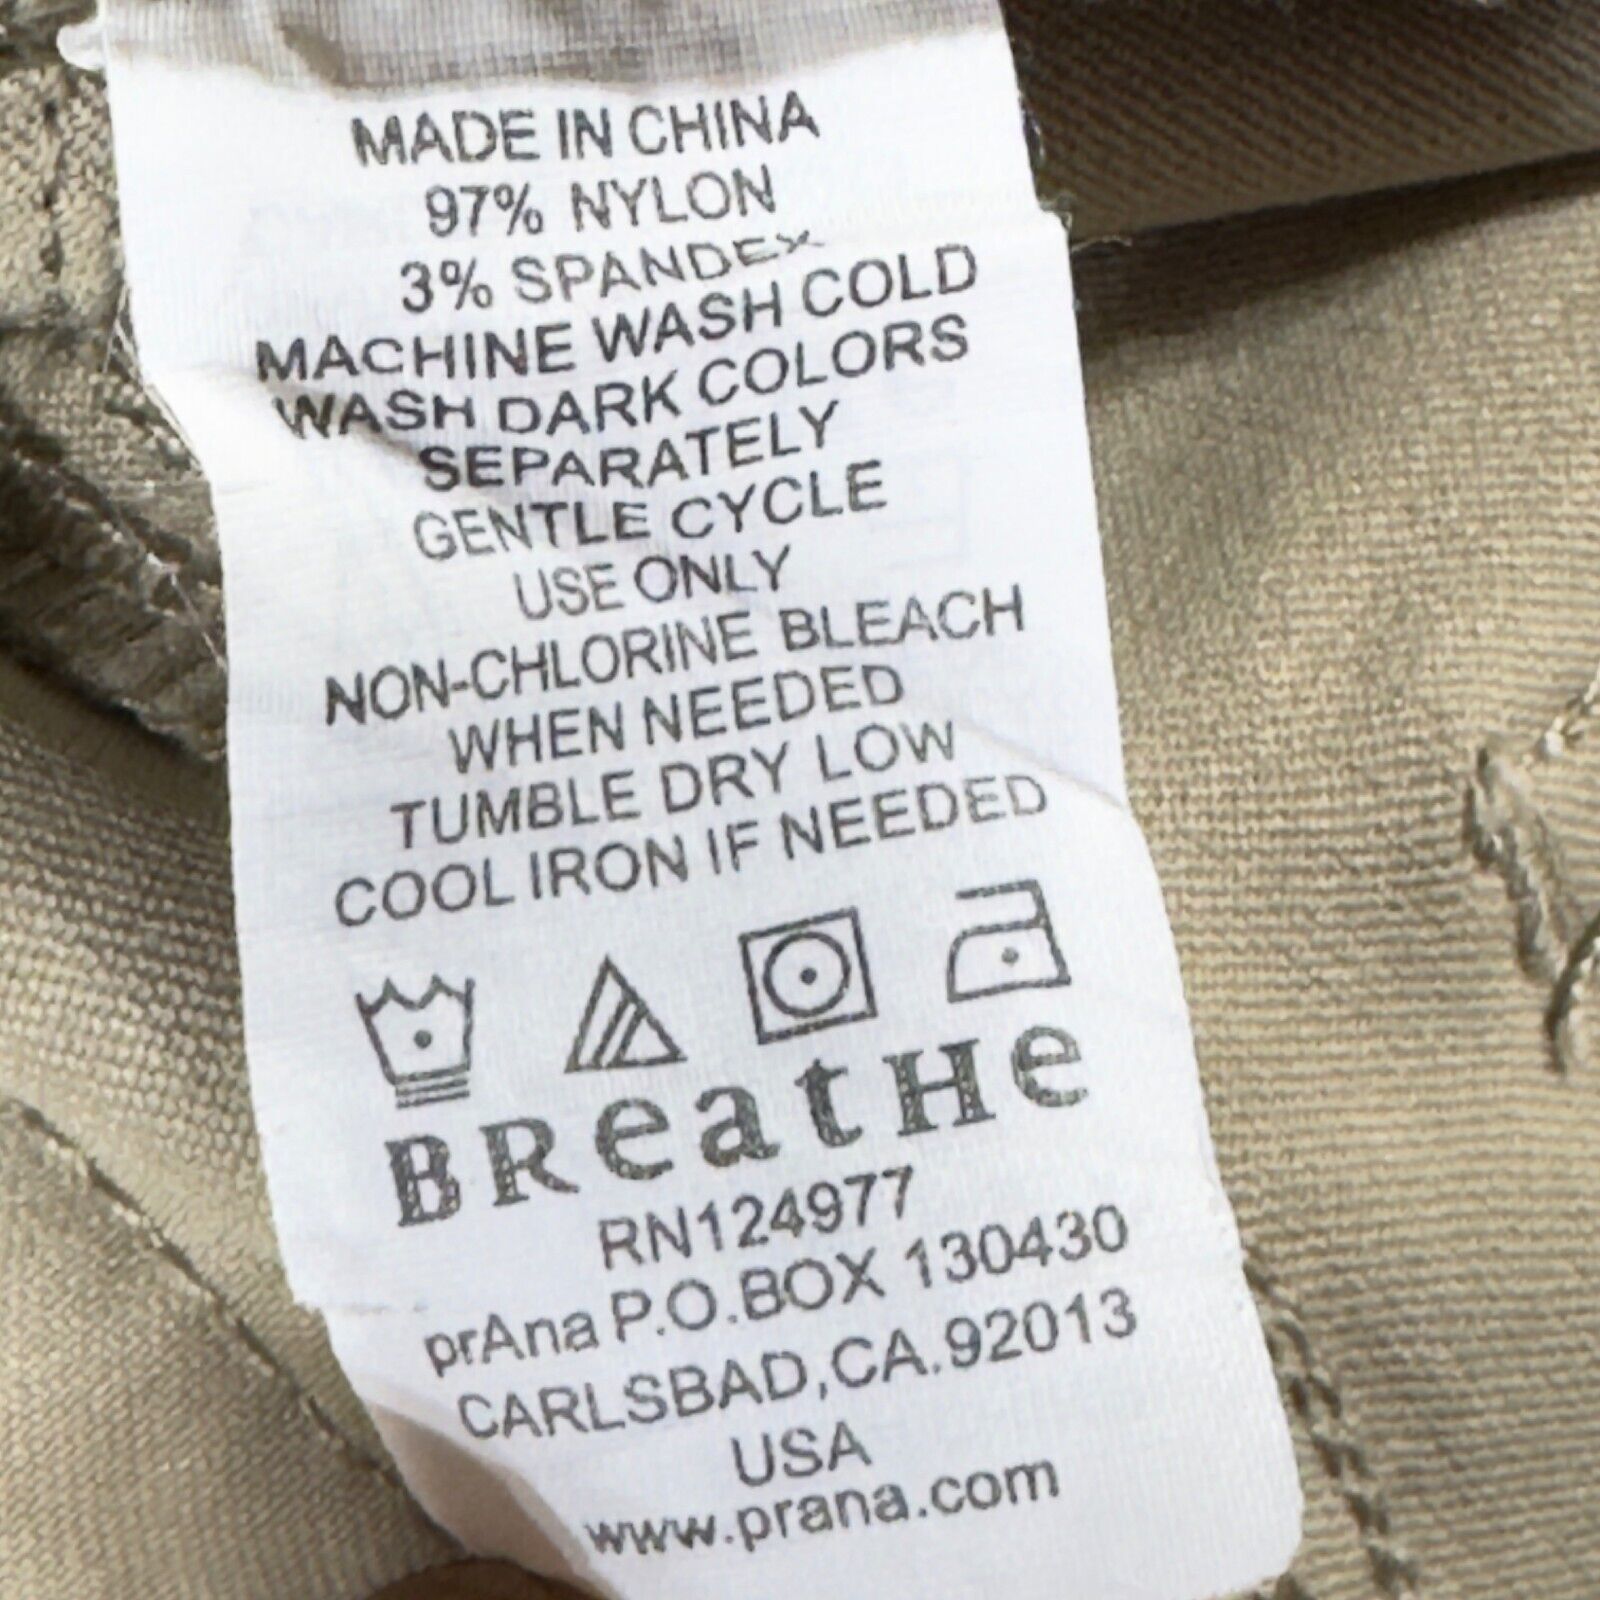 MADE IN CHINA
97% NYLON
3% SPANDEX
MACHINE WASH COLD
WASH DARK COLORS
SEPARATELY
GENTLE CYCLE
USE ONLY
NON-CHLORINE BLEACH
WHEN NEEDED
TUMBLE DRY LOW
COOL IRON IF NEEDED
BReatHe
RN124977
prAna P.O.BOX 130430
CARLSBAD,CA.92013
USA
www.prana.com